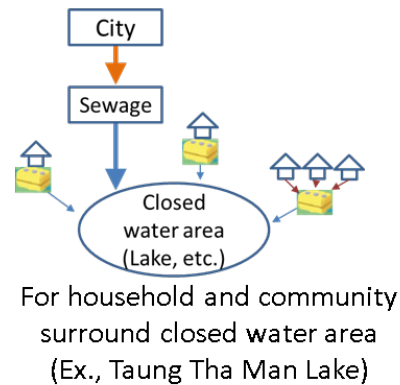 City
Sewage
Closed
water area
(Lake, etc.)
For household and community
surround closed water area
(Ex., Taung Tha Man Lake)